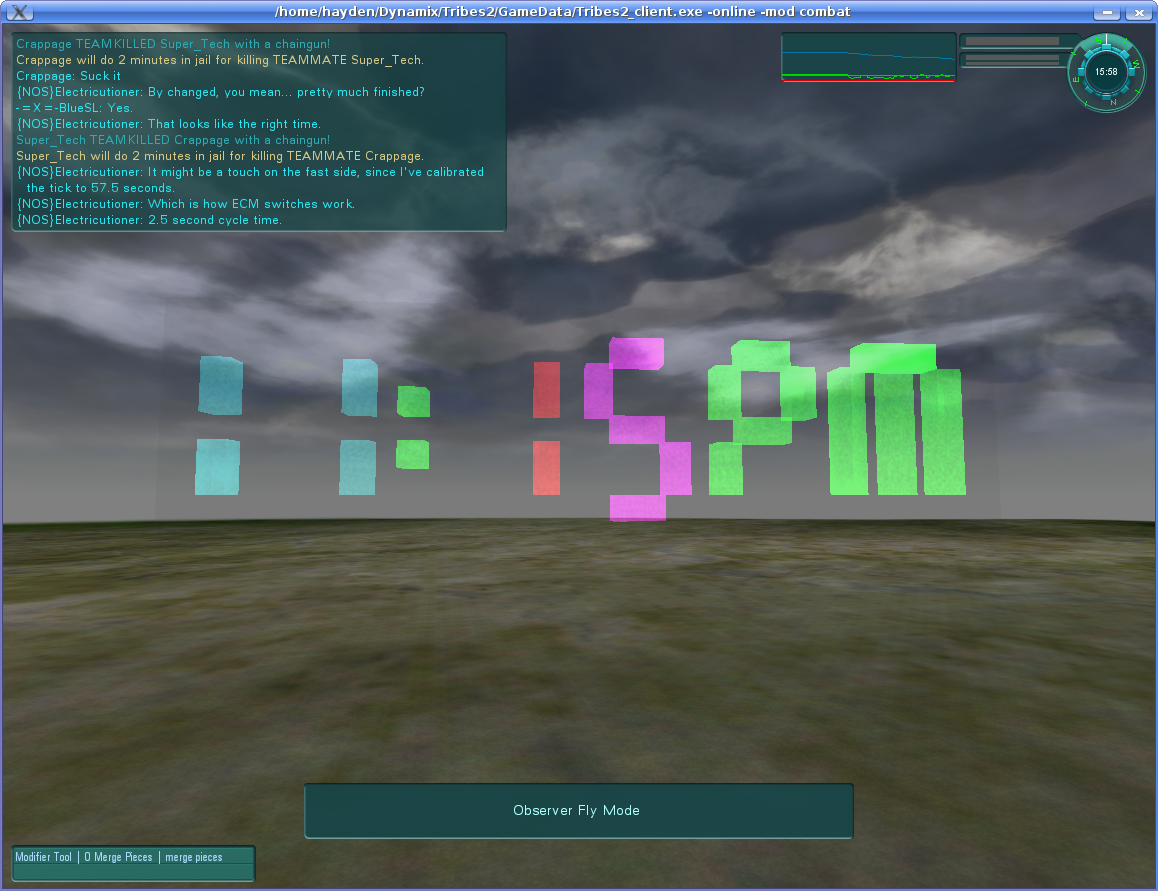 /home/hayden/Dynamix/Tribes2/GameData/Tribes2_client.exe -online -mod combat
Crappage TEAMKILLED Super_Tech with a chaingun!
Crappage will do 2 minutes in jail for killing TEAMMATE Super_Tech.
Crappage: Suck it
{NOS}Electricutioner: By changed, you mean... pretty much finished?
-=X=-BlueSL: Yes.
{NOS}Electricutioner: That looks like the right time.
Super_Tech TEAMKILLED Crappage with a chaingun!
Super_Tech will do 2 minutes in jail for killing TEAMMATE Crappage.
{NOS}Electricutioner: It might be a touch on the fast side, since I've calibrated
the tick to 57.5 seconds.
{NOS}Electricutioner: Which is how ECM switches work.
{NOS}Electricutioner: 2.5 second cycle time.
15:58
E
N
11:15PM
Observer Fly Mode
Modifier Tool | 0 Merge Pieces | merge pieces